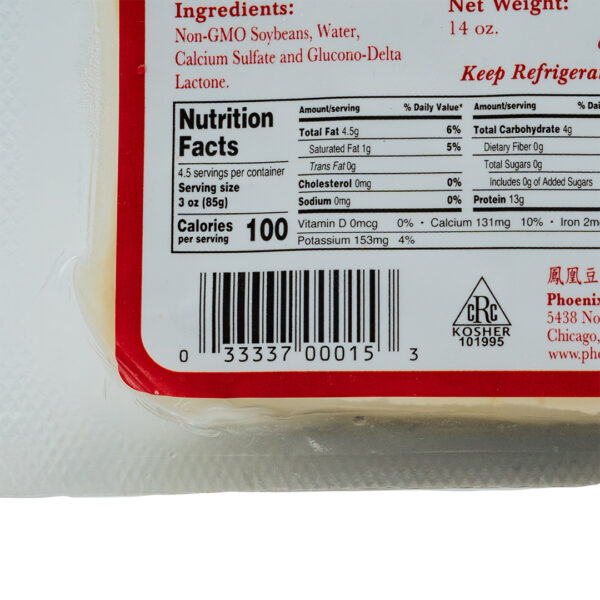 Ingredients:
Non-GMO Soybeans, Water,
Calcium Sulfate and Glucono-Delta
Lactone.
Net Weight:
14 oz.
Keep
Nutrition
Facts
4.5 servings per container
Serving size
3 oz (85g)
Calories 100
per serving
Amount/serving % Daily Value*
Total Fat 4.5g 6%
Saturated Fat 1g 5%
Trans Fat 0g
Cholesterol 0mg 0%
Sodium 0mg 0%
Amount/serving %
Total Carbohydrate 4g
Dietary Fiber 0g
Total Sugars 0g
Includes 0g of Added Sugars
Protein 13g
Vitamin D 0mcg 0% • Calcium 131mg 10% • Iron
Potassium 153mg 4%
0 33337 00015 3
cRc
KOSHER
101995
鳳凰豆
Phoenix
5438 No
Chicago,
www.pho